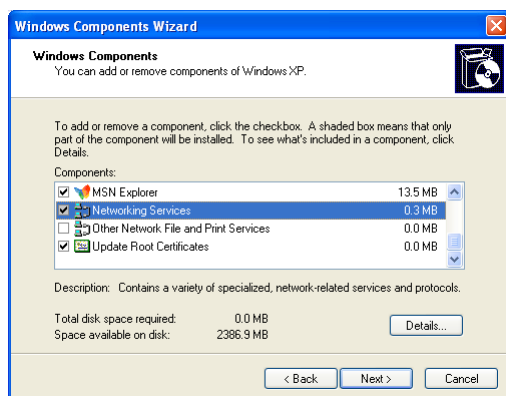 Windows Components Wizard
Windows Components
You can add or remove components of Windows XP.
To add or remove a component, click the checkbox. A shaded box means that only
part of the component will be installed. To see what's included in a component, click
Details.
Components:
MSN Explorer 13.5 MB
Networking Services 0.3 MB
Other Network File and Print Services 0.0 MB
Update Root Certificates 0.0 MB
Description: Contains a variety of specialized, network-related services and protocols.
Total disk space required: 0.0 MB
Space available on disk: 2386.9 MB
Details...
< Back Next > Cancel